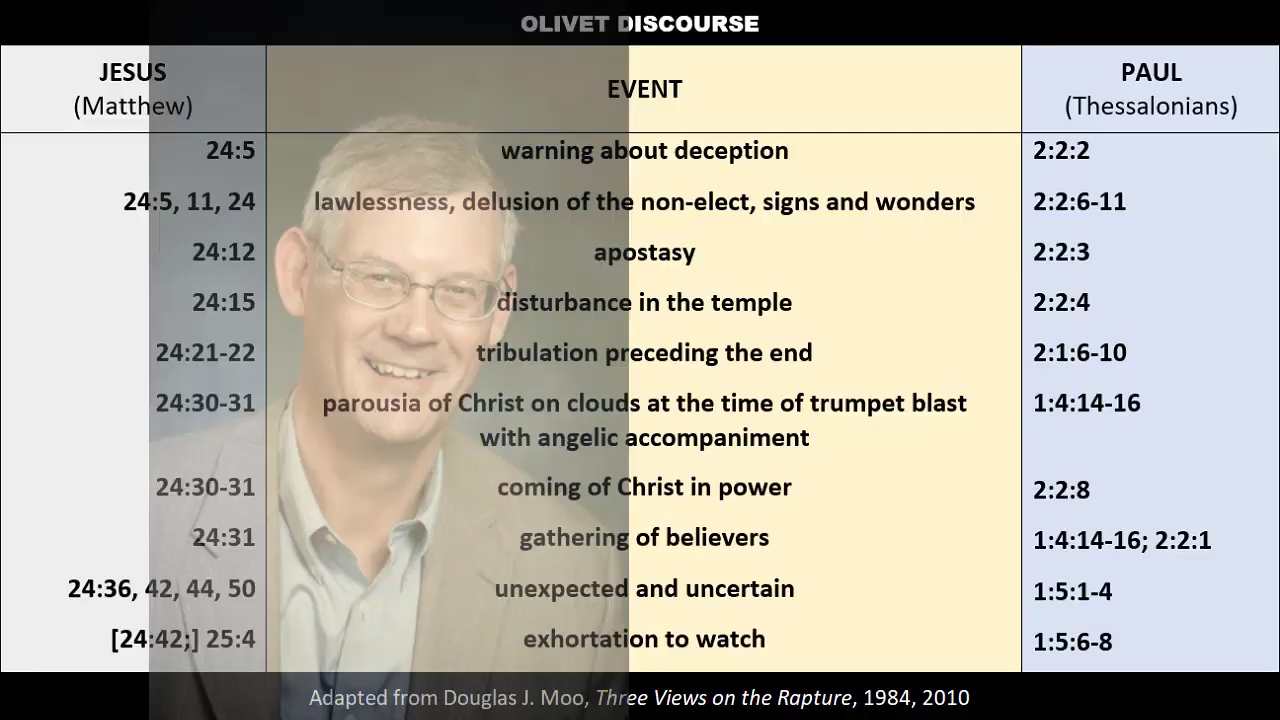 OLIVET DISCOURSE
JESUS EVENT PAUL
(Matthew) (Thessalonians)
24:5 warning about deception 2:2:2
24:5, 11, 24 lawlessness, delusion of the non-elect, signs and wonders 2:2:6-11
24:12 apostasy 2:2:3
24:15 disturbance in the temple 2:2:4
24:21-22 tribulation preceding the end 2:1:6-10
24:30-31 parousia of Christ on clouds at the time of trumpet blast 1:4:14-16
with angelic accompaniment
24:30-31 coming of Christ in power 2:2:8
24:31 gathering of believers 1:4:14-16; 2:2:1
24:36, 42, 44, 50 unexpected and uncertain 1:5:1-4
[24:42;] 25:4 exhortation to watch 1:5:6-8
Adapted from Douglas J. Moo, Three Views on the Rapture, 1984, 2010